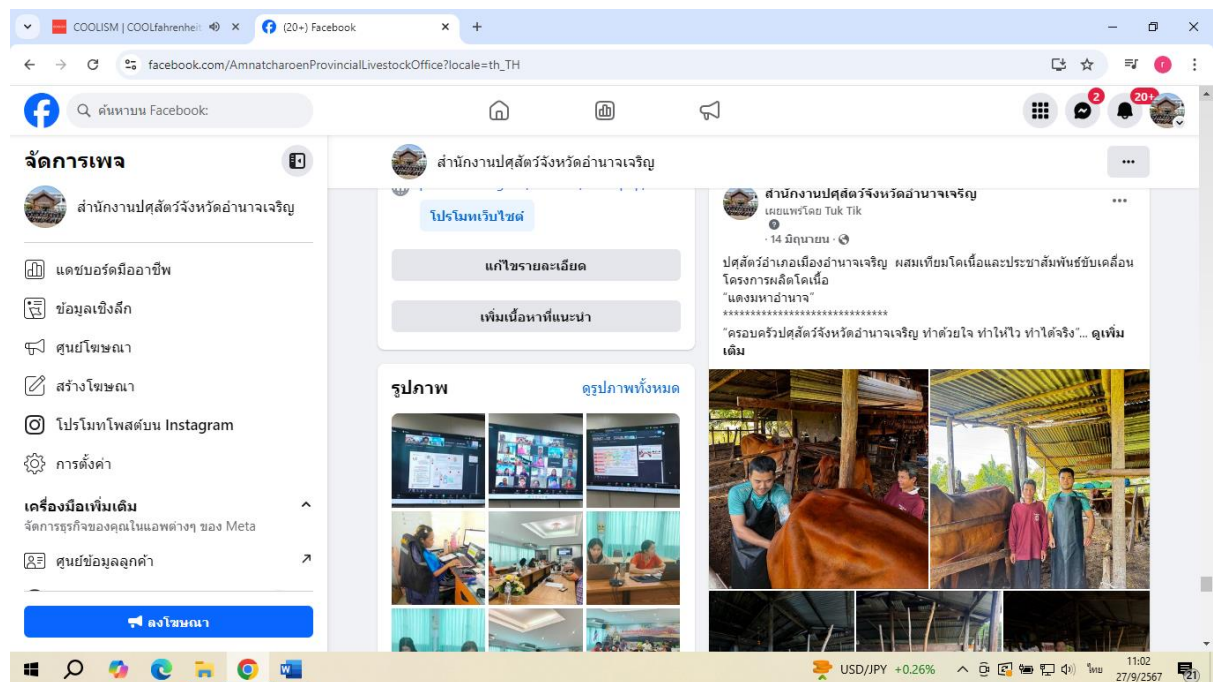 COOLISM | COOLfahrenheit
(20+) Facebook
facebook.com/AmnatcharoenProvincialLivestockOffice?locale=th_TH
ค้นหาบน Facebook:
2
20+
จัดการเพจ
สำนักงานปศุสัตว์จังหวัดอำนาจเจริญ
แดชบอร์ดมืออาชีพ
ข้อมูลเชิงลึก
ศูนย์โฆษณา
สร้างโฆษณา
โปรโมทโพสต์บน Instagram
การตั้งค่า
เครื่องมือเพิ่มเติม
จัดการธุรกิจของคุณในแอพต่างๆ ของ Meta
ศูนย์ข้อมูลลูกค้า
ลงโฆษณา
สำนักงานปศุสัตว์จังหวัดอำนาจเจริญ
โปรโมทเว็บไซต์
แก้ไขรายละเอียด
เพิ่มเนื้อหาที่แนะนำ
รูปภาพ
ดูรูปภาพทั้งหมด
สำนักงานปศุสัตว์จังหวัดอำนาจเจริญ
เผยแพร่โดย Tuk Tik
· 14 มิถุนายน ·
ปศุสัตว์อำเภอเมืองอำนาจเจริญ ผสมเทียมโคเนื้อและประชาสัมพันธ์ขับเคลื่อน
โครงการผลิตโคเนื้อ
"แดงมหาอำนาจ"
******************************
"ครอบครัวปศุสัตว์จังหวัดอำนาจเจริญ ทำด้วยใจ ทำให้ไว ทำได้จริง"... ดูเพิ่ม
เติม
USD/JPY +0.26%
ไทย
11:02
27/9/2567
21